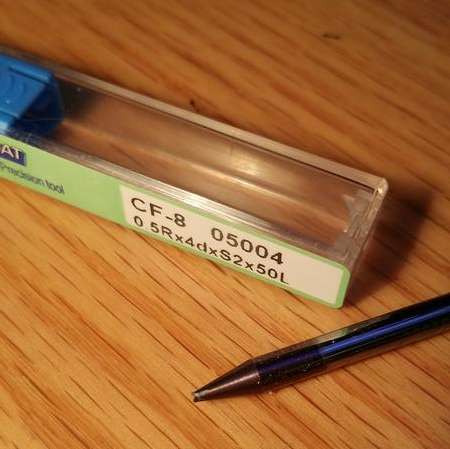 AT
Precision tool
CF-8 05004
0.5Rx4dxS2x50L